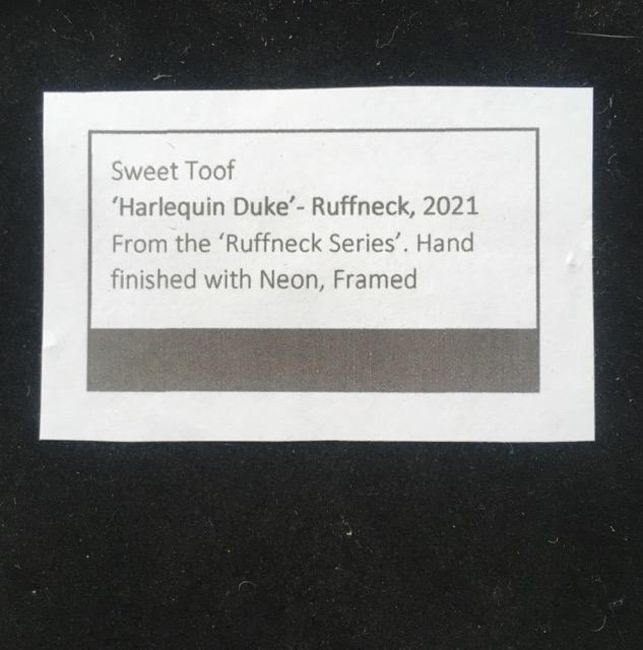 Sweet Toof
‘Harlequin Duke’- Ruffneck, 2021
From the ‘Ruffneck Series’. Hand
finished with Neon, Framed